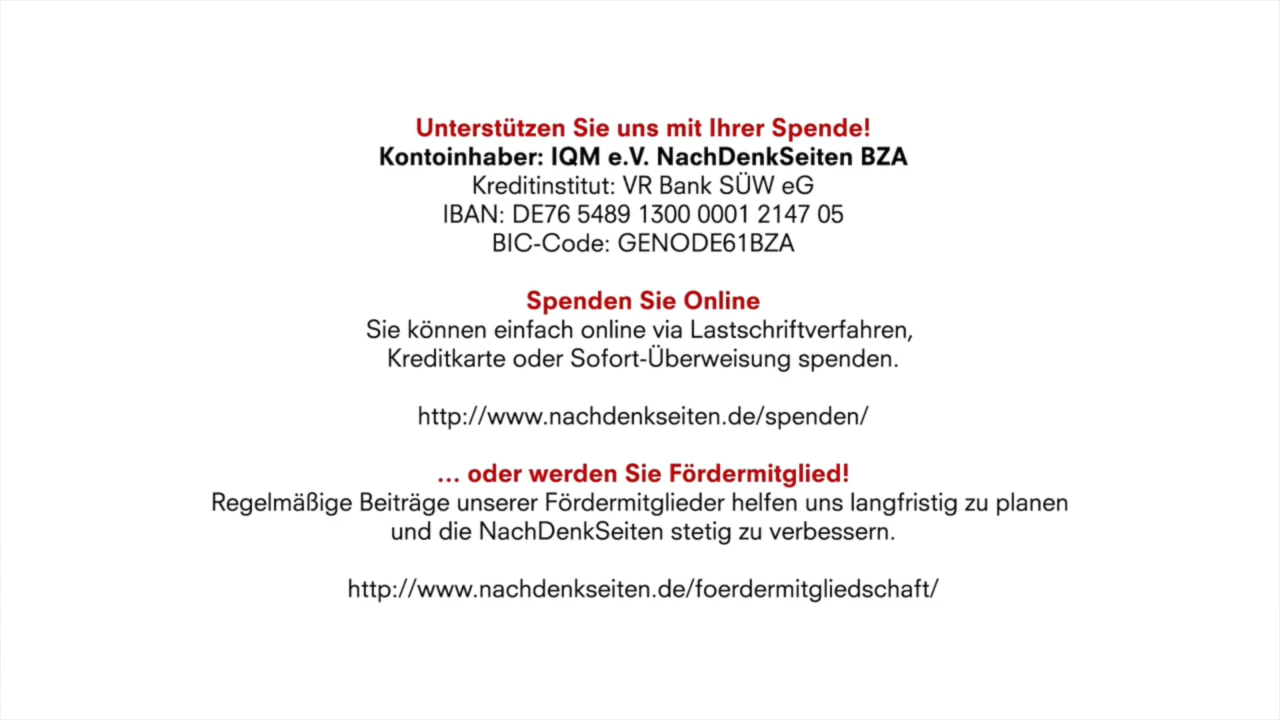 Unterstützen Sie uns mit Ihrer Spende!
Kontoinhaber: IQM e.V. NachDenkSeiten BZA
Kreditinstitut: VR Bank SÜW eG
IBAN: DE76 5489 1300 0001 2147 05
BIC-Code: GENODE61BZA
Spenden Sie Online
Sie können einfach online via Lastschriftverfahren,
Kreditkarte oder Sofort-Überweisung spenden.
http://www.nachdenkseiten.de/spenden/
... oder werden Sie Fördermitglied!
Regelmäßige Beiträge unserer Fördermitglieder helfen uns langfristig zu planen
und die NachDenkSeiten stetig zu verbessern.
http://www.nachdenkseiten.de/foerdermitgliedschaft/